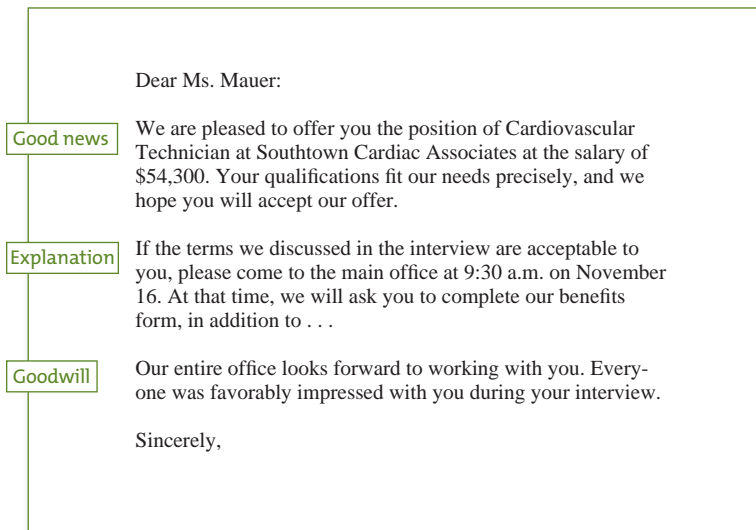 Dear Ms. Mauer:
Good news
We are pleased to offer you the position of Cardiovascular
Technician at Southtown Cardiac Associates at the salary of
$54,300. Your qualifications fit our needs precisely, and we
hope you will accept our offer.
Explanation
If the terms we discussed in the interview are acceptable to
you, please come to the main office at 9:30 a.m. on November
16. At that time, we will ask you to complete our benefits
form, in addition to . . .
Goodwill
Our entire office looks forward to working with you. Every-
one was favorably impressed with you during your interview.
Sincerely,